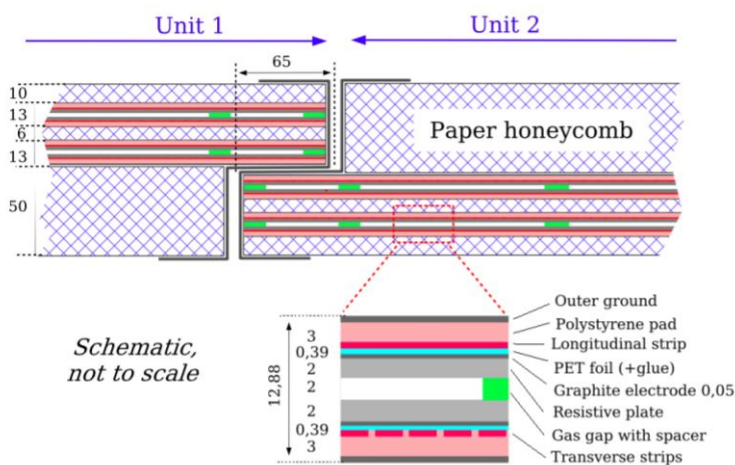 Unit 1
Unit 2
65
10
13
6
13
50
Paper honeycomb
Schematic,
not to scale
12,88
3
0,39
2
2
2
0,39
3
Outer ground
Polystyrene pad
Longitudinal strip
PET foil (+glue)
Graphite electrode 0,05
Resistive plate
Gas gap with spacer
Transverse strips